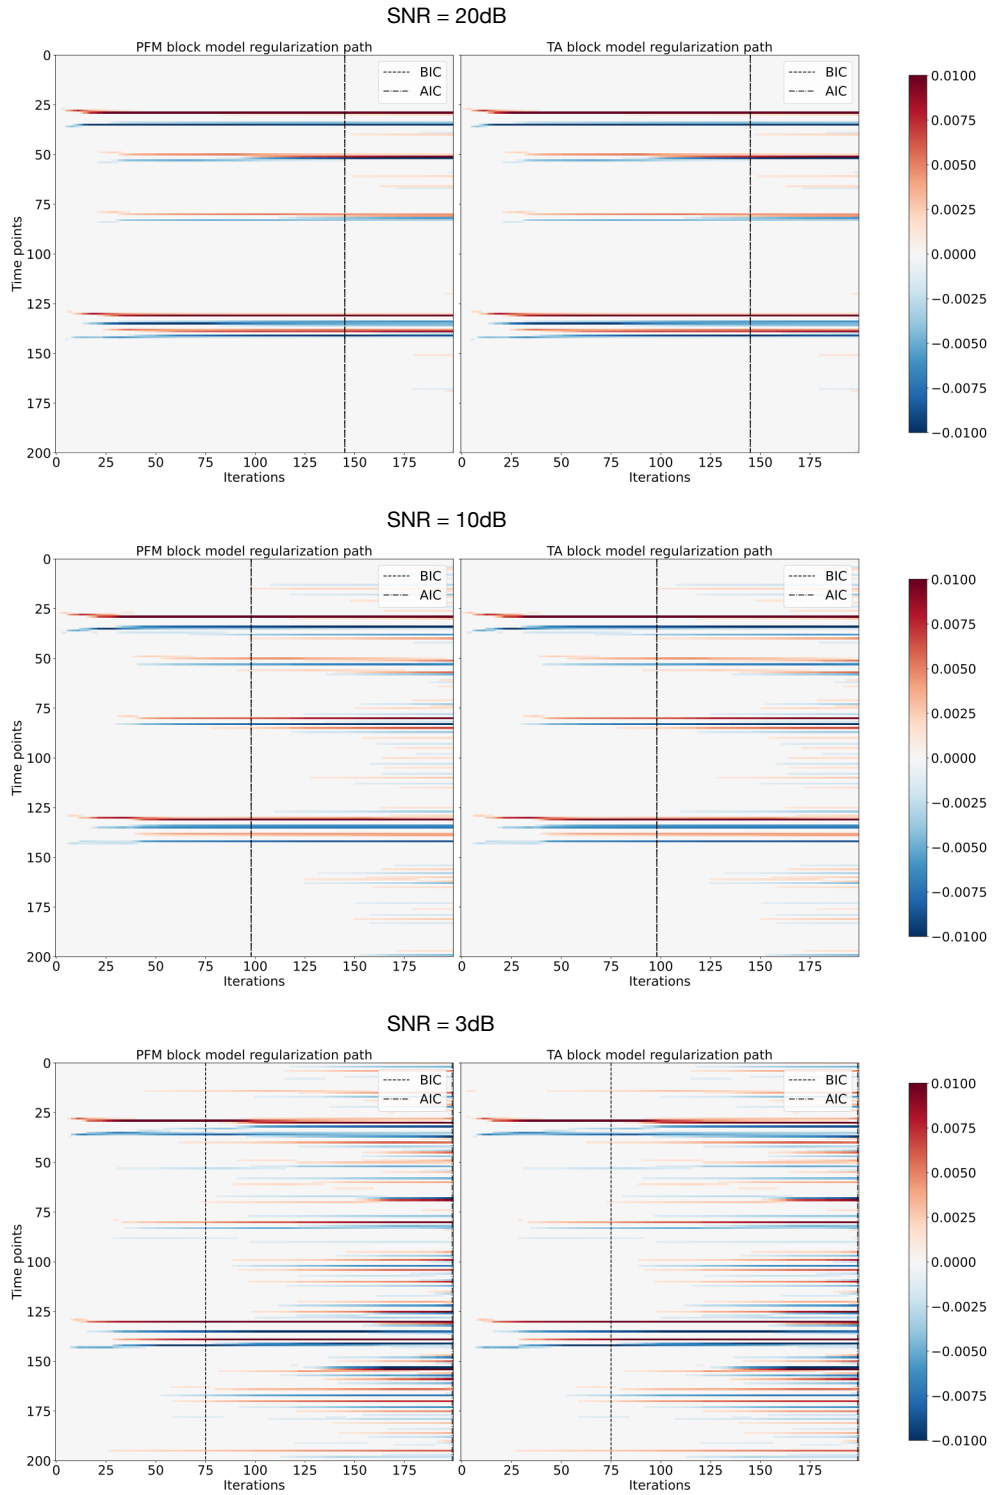 SNR = 20dB
PFM block model regularization path
TA block model regularization path
BIC
AIC
BIC
AIC
0
25
50
75
100
125
150
175
200
Time points
0 25 50 75 100 125 150 175
Iterations
0 25 50 75 100 125 150 175
Iterations
0.0100
0.0075
0.0050
0.0025
0.0000
−0.0025
−0.0050
−0.0075
−0.0100
SNR = 10dB
PFM block model regularization path
TA block model regularization path
BIC
AIC
BIC
AIC
0
25
50
75
100
125
150
175
200
Time points
0 25 50 75 100 125 150 175
Iterations
0 25 50 75 100 125 150 175
Iterations
0.0100
0.0075
0.0050
0.0025
0.0000
−0.0025
−0.0050
−0.0075
−0.0100
SNR = 3dB
PFM block model regularization path
TA block model regularization path
BIC
AIC
BIC
AIC
0
25
50
75
100
125
150
175
200
Time points
0 25 50 75 100 125 150 175
Iterations
0 25 50 75 100 125 150 175
Iterations
0.0100
0.0075
0.0050
0.0025
0.0000
−0.0025
−0.0050
−0.0075
−0.0100